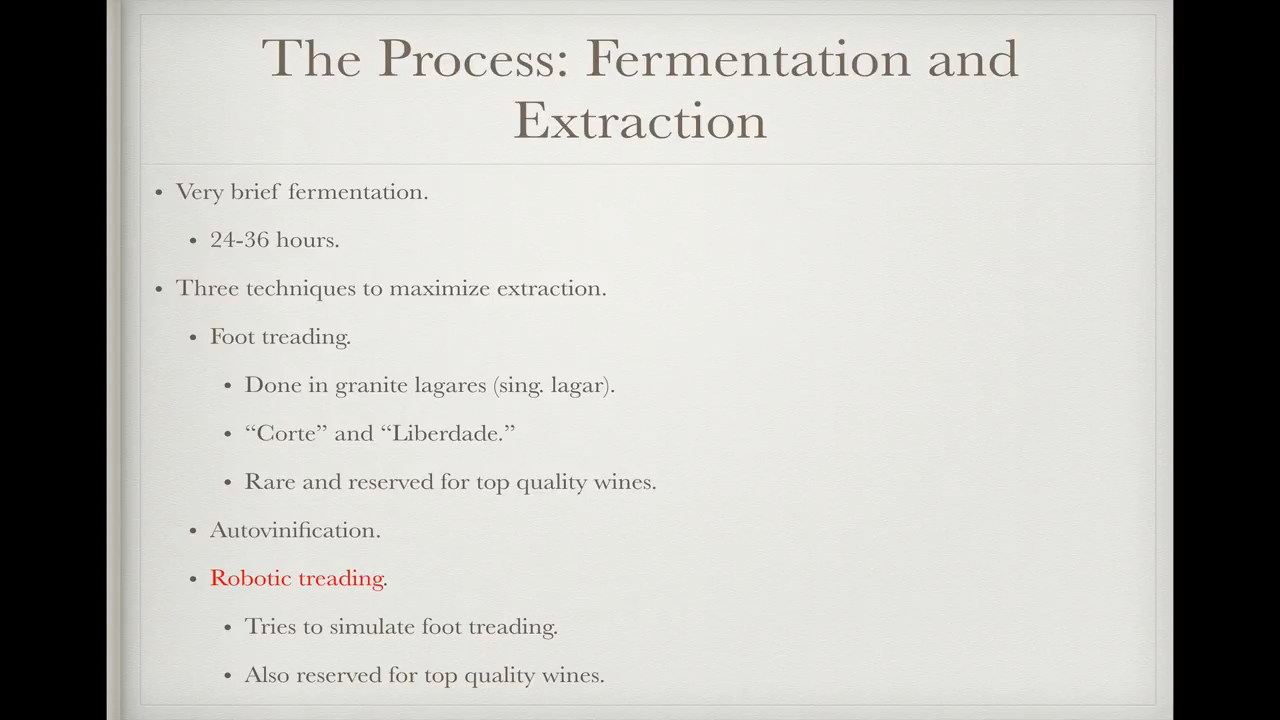 The Process: Fermentation and
Extraction
• Very brief fermentation.
• 24-36 hours.
• Three techniques to maximize extraction.
• Foot treading.
• Done in granite lagares (sing. lagar).
• “Corte” and “Liberdade.”
• Rare and reserved for top quality wines.
• Autovinification.
• Robotic treading.
• Tries to simulate foot treading.
• Also reserved for top quality wines.